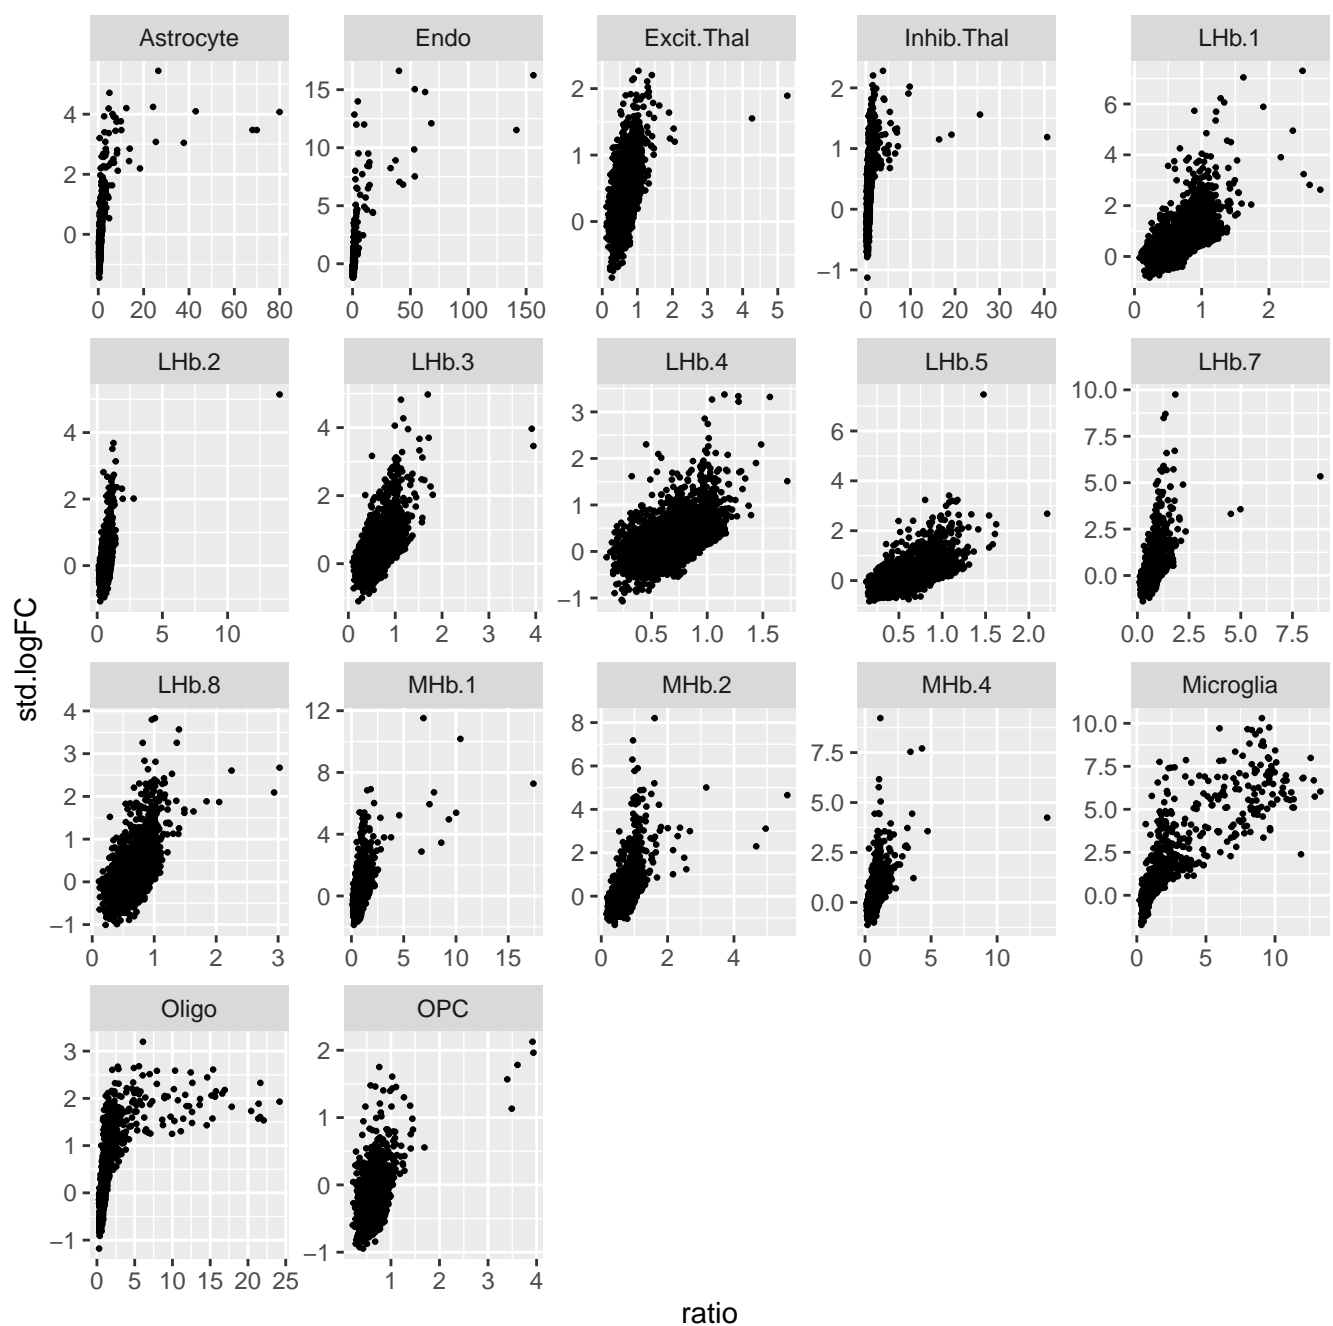 Astrocyte Endo Excit.Thal Inhib.Thal LHb.1
4 2 0
15 10 5 0
2 1 0
2 1 0 −1
6 4 2 0
0 20 40 60 80
0 50 100 150
0 1 2 3 4 5
0 10 20 30 40
0 1 2
LHb.2 LHb.3 LHb.4 LHb.5 LHb.7
4 2 0
4 2 0
3 2 1 0 −1
6 4 2 0
10.0 7.5 5.0 2.5 0.0
0 5 10
0 1 2 3 4
0.5 1.0 1.5
0.5 1.0 1.5 2.0
0.0 2.5 5.0 7.5
std.logFC
LHb.8 MHb.1 MHb.2 MHb.4 Microglia
4 3 2 1 0 −1
12 8 4 0
8 6 4 2 0
7.5 5.0 2.5 0.0
10.0 7.5 5.0 2.5 0.0
0 1 2 3
0 5 10 15
0 2 4
0 5 10
0 5 10
Oligo OPC
3 2 1 0 −1
2 1 0 −1
0 5 10 15 20 25
1 2 3 4
ratio